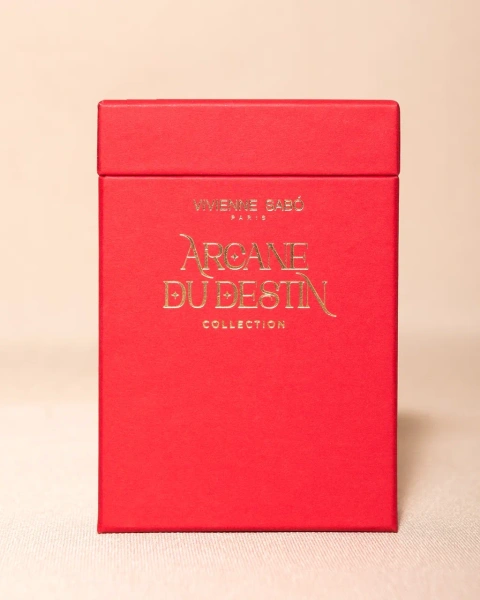 VIVIENNE BABÓ
PARIS
ARCANE
DU DESTIN
COLLECTION